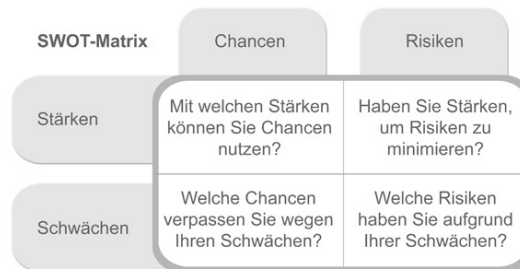 SWOT-Matrix
Chancen
Risiken
Stärken
Mit welchen Stärken
können Sie Chancen
nutzen?
Haben Sie Stärken,
um Risiken zu
minimieren?
Schwächen
Welche Chancen
verpassen Sie wegen
Ihren Schwächen?
Welche Risiken
haben Sie aufgrund
Ihrer Schwächen?